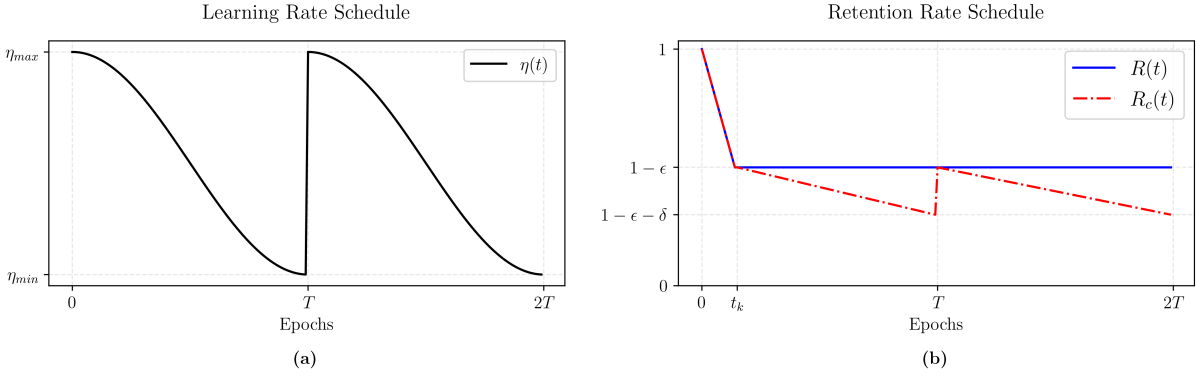 Learning Rate Schedule
η_max
η(t)
η_min
0
T
2T
Epochs
(a)
Retention Rate Schedule
1
R(t)
R_c(t)
1 − ϵ
1 − ϵ − δ
0
0
t_k
T
2T
Epochs
(b)